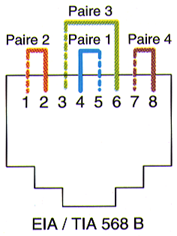 Paire 3
Paire 2 Paire 1 Paire 4
1 2 3 4 5 6 7 8
EIA / TIA 568 B